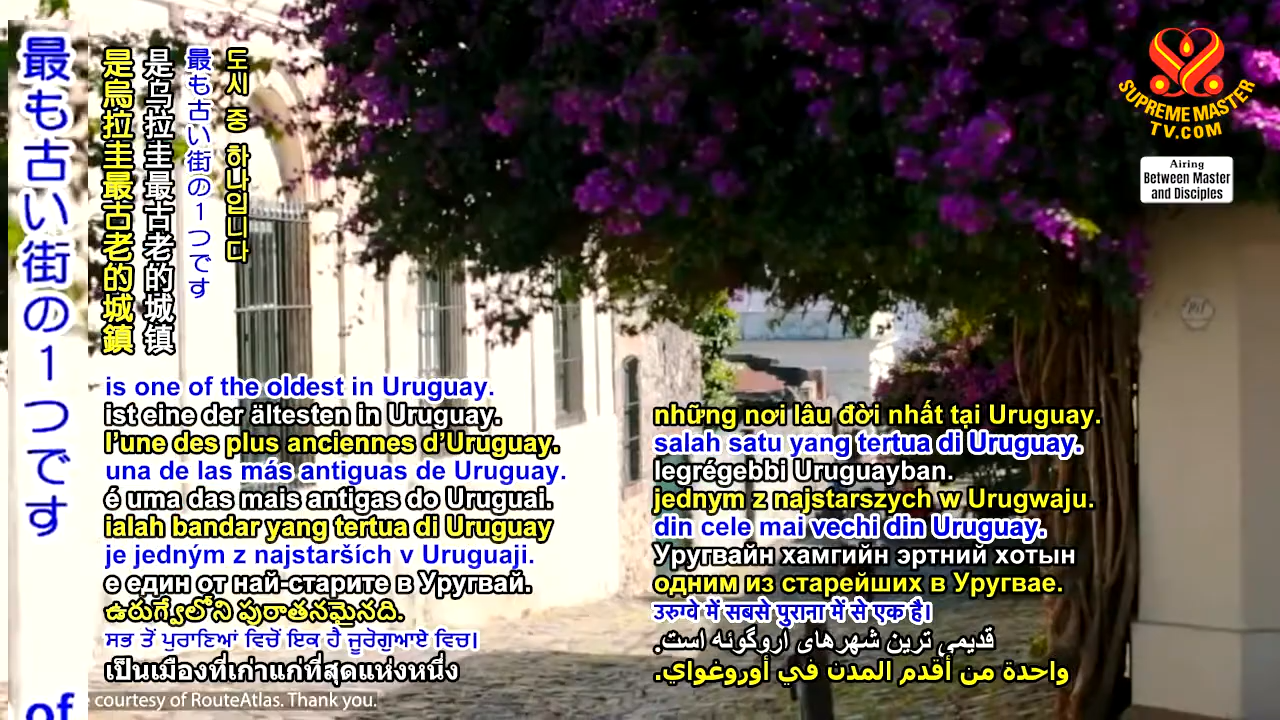 最も古い街の１つです
of
是烏拉圭最古老的城鎮
是乌拉圭最古老的城镇
最も古い街の１つです
도시 중 하나입니다
is one of the oldest in Uruguay.
ist eine der ältesten in Uruguay.
l’une des plus anciennes d’Uruguay.
una de las más antiguas de Uruguay.
é uma das mais antigas do Uruguai.
ialah bandar yang tertua di Uruguay
je jedným z najstarších v Uruguaji.
е един от най-старите в Уругвай.
ఉరుగ్వేలోని పురాతనమైనది.
ਸਭ ਤੋਂ ਪੁਰਾਣਿਆਂ ਵਿਚੋਂ ਇਕ ਹੈ ਜੂਰੋਗੁਆਏ ਵਿਚ।
เป็นเมืองที่เก่าแก่ที่สุดแห่งหนึ่ง
những nơi lâu đời nhất tại Uruguay.
salah satu yang tertua di Uruguay.
legrégebbi Uruguayban.
jednym z najstarszych w Urugwaju.
din cele mai vechi din Uruguay.
Уругвайн хамгийн эртний хотын
одним из старейших в Уругвае.
उरुग्वे में सबसे पुराना में से एक है।
قدیمی ترین شهرهای اروگوئه است.
واحدة من أقدم المدن في أوروغواي.
courtesy of RouteAtlas. Thank you.
SUPREME MASTER
TV.COM
Airing
Between Master
and Disciples